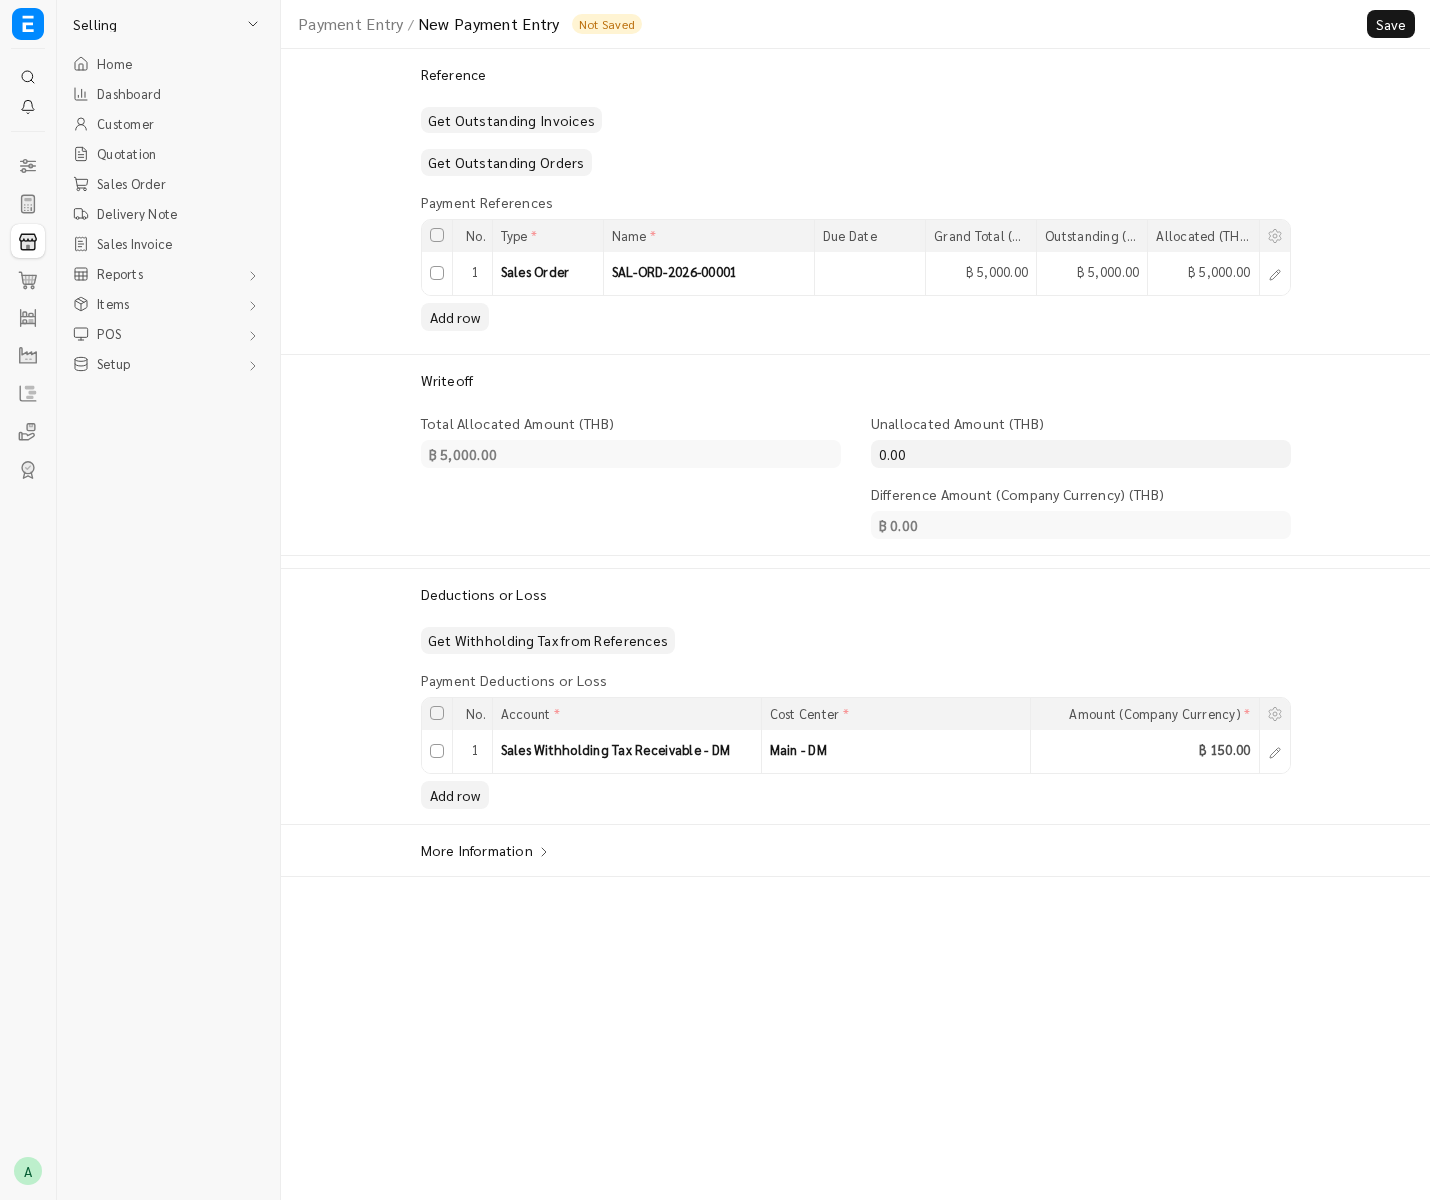 Selling
Home
Dashboard
Customer
Quotation
Sales Order
Delivery Note
Sales Invoice
Reports
Items
POS
Setup
A
Payment Entry / New Payment Entry Not Saved
Save
Reference
Get Outstanding Invoices
Get Outstanding Orders
Payment References
No. Type * Name * Due Date Grand Total (... Outstanding (... Allocated (TH...
1 Sales Order SAL-ORD-2026-00001 ฿ 5,000.00 ฿ 5,000.00 ฿ 5,000.00
Add row
Writeoff
Total Allocated Amount (THB)
฿ 5,000.00
Unallocated Amount (THB)
0.00
Difference Amount (Company Currency) (THB)
฿ 0.00
Deductions or Loss
Get Withholding Tax from References
Payment Deductions or Loss
No. Account * Cost Center * Amount (Company Currency) *
1 Sales Withholding Tax Receivable - DM Main - DM ฿ 150.00
Add row
More Information